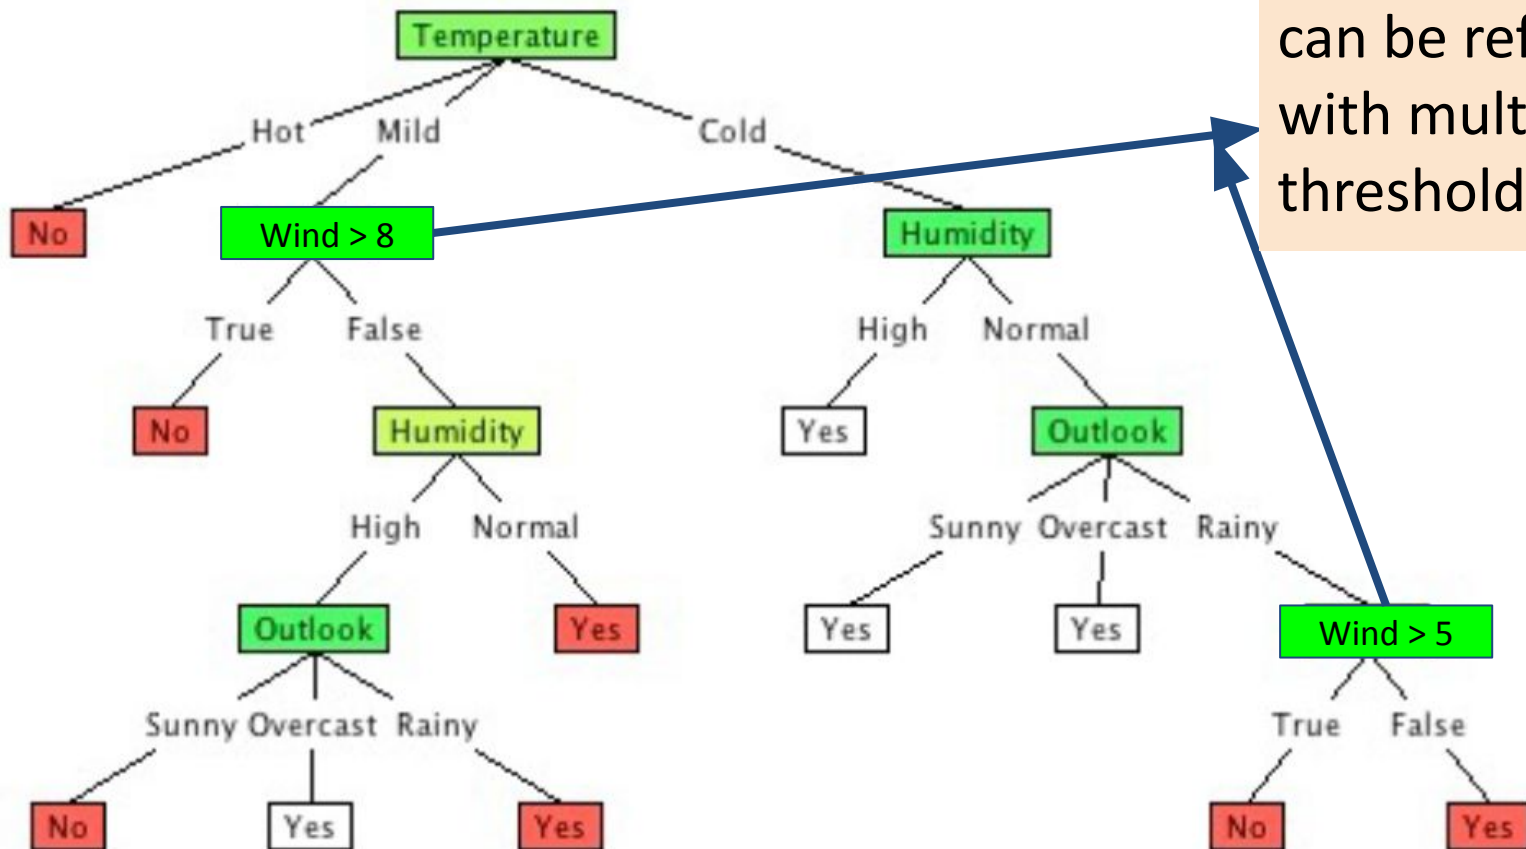 Temperature
can be ref
with mult
threshold
Hot Mild Cold
No Wind > 8 Humidity
True False High Normal
No Humidity Yes Outlook
High Normal Sunny Overcast Rainy
Outlook Yes Yes Yes Wind > 5
Sunny Overcast Rainy True False
No Yes Yes No Yes